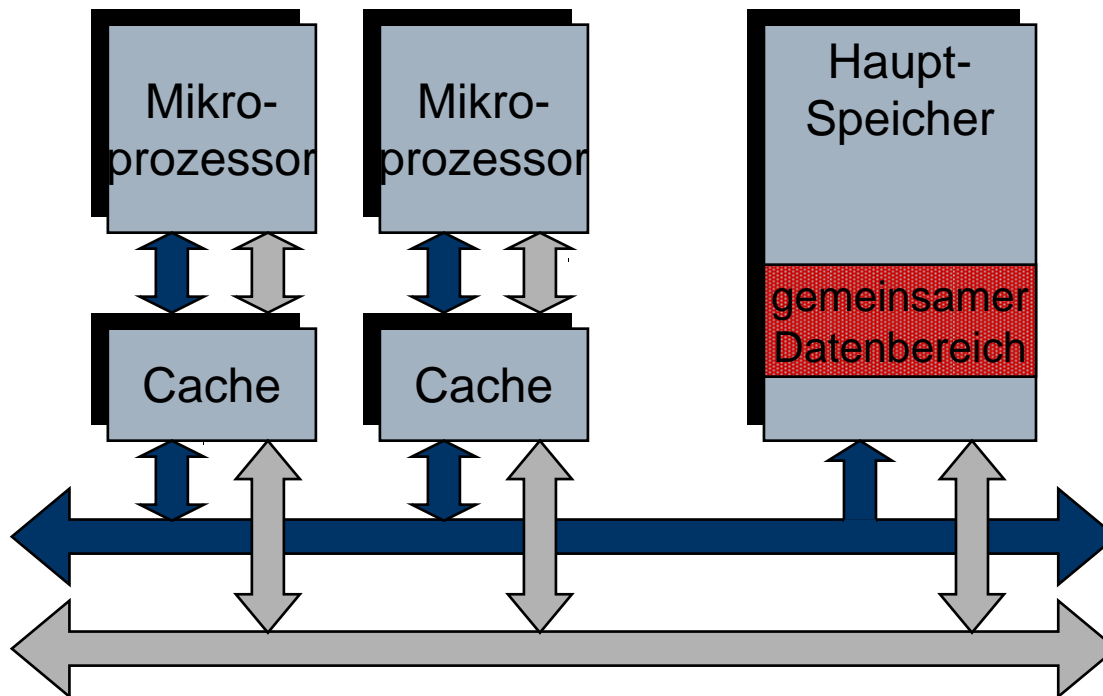 Mikro-
prozessor
Mikro-
prozessor
Haupt-
Speicher
gemeinsamer
Datenbereich
Cache
Cache